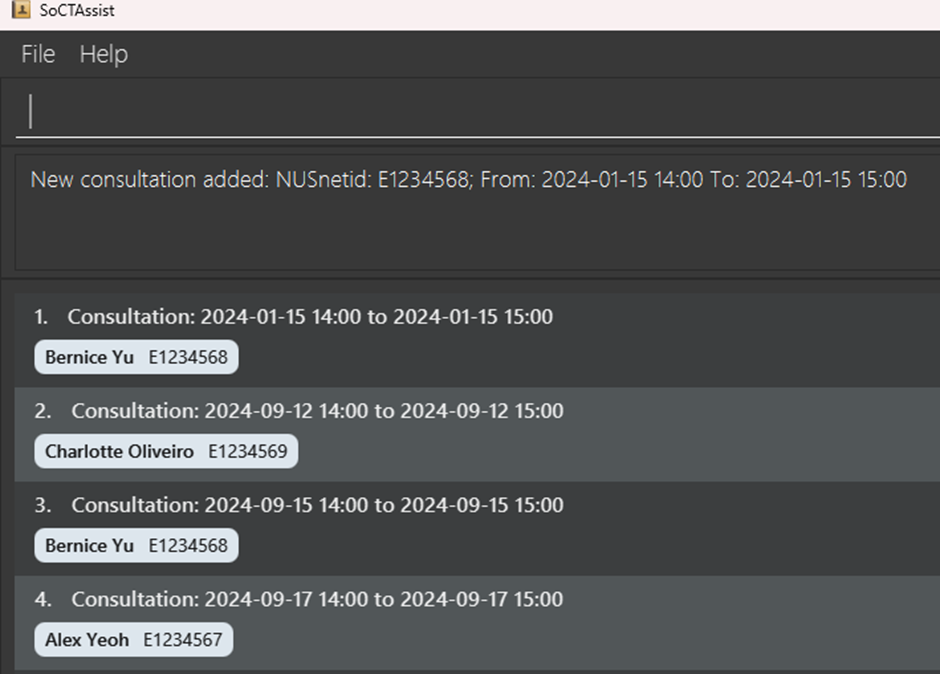 SoCTAssist
File Help
New consultation added: NUSnetid: E1234568; From: 2024-01-15 14:00 To: 2024-01-15 15:00
1. Consultation: 2024-01-15 14:00 to 2024-01-15 15:00
Bernice Yu E1234568
2. Consultation: 2024-09-12 14:00 to 2024-09-12 15:00
Charlotte Oliveiro E1234569
3. Consultation: 2024-09-15 14:00 to 2024-09-15 15:00
Bernice Yu E1234568
4. Consultation: 2024-09-17 14:00 to 2024-09-17 15:00
Alex Yeoh E1234567